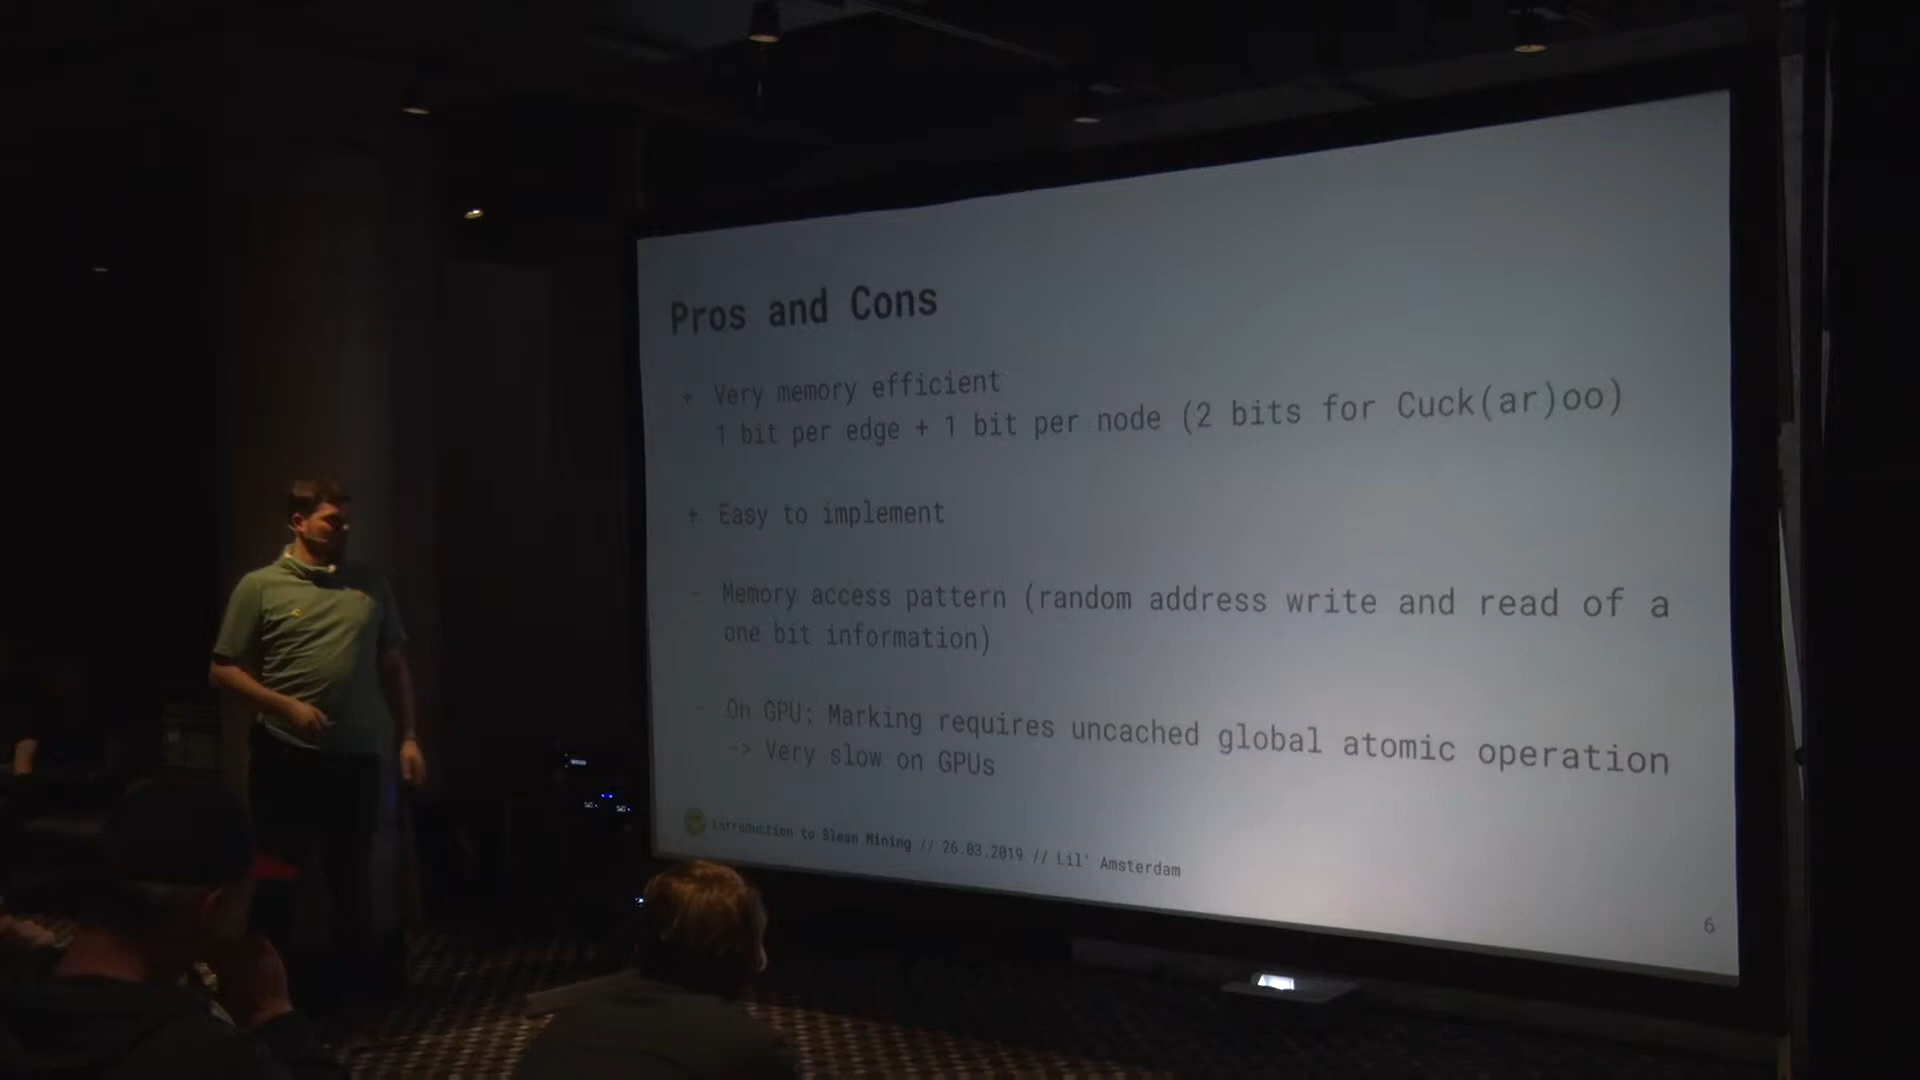 Pros and Cons
+ Very memory efficient
1 bit per edge + 1 bit per node (2 bits for Cuck(ar)oo)
+ Easy to implement
- Memory access pattern (random address write and read of a
one bit information)
- On GPU: Marking requires uncached global atomic operation
-> Very slow on GPUs
Introduction to Slean Mining // 26.03.2019 // Lil' Amsterdam
6